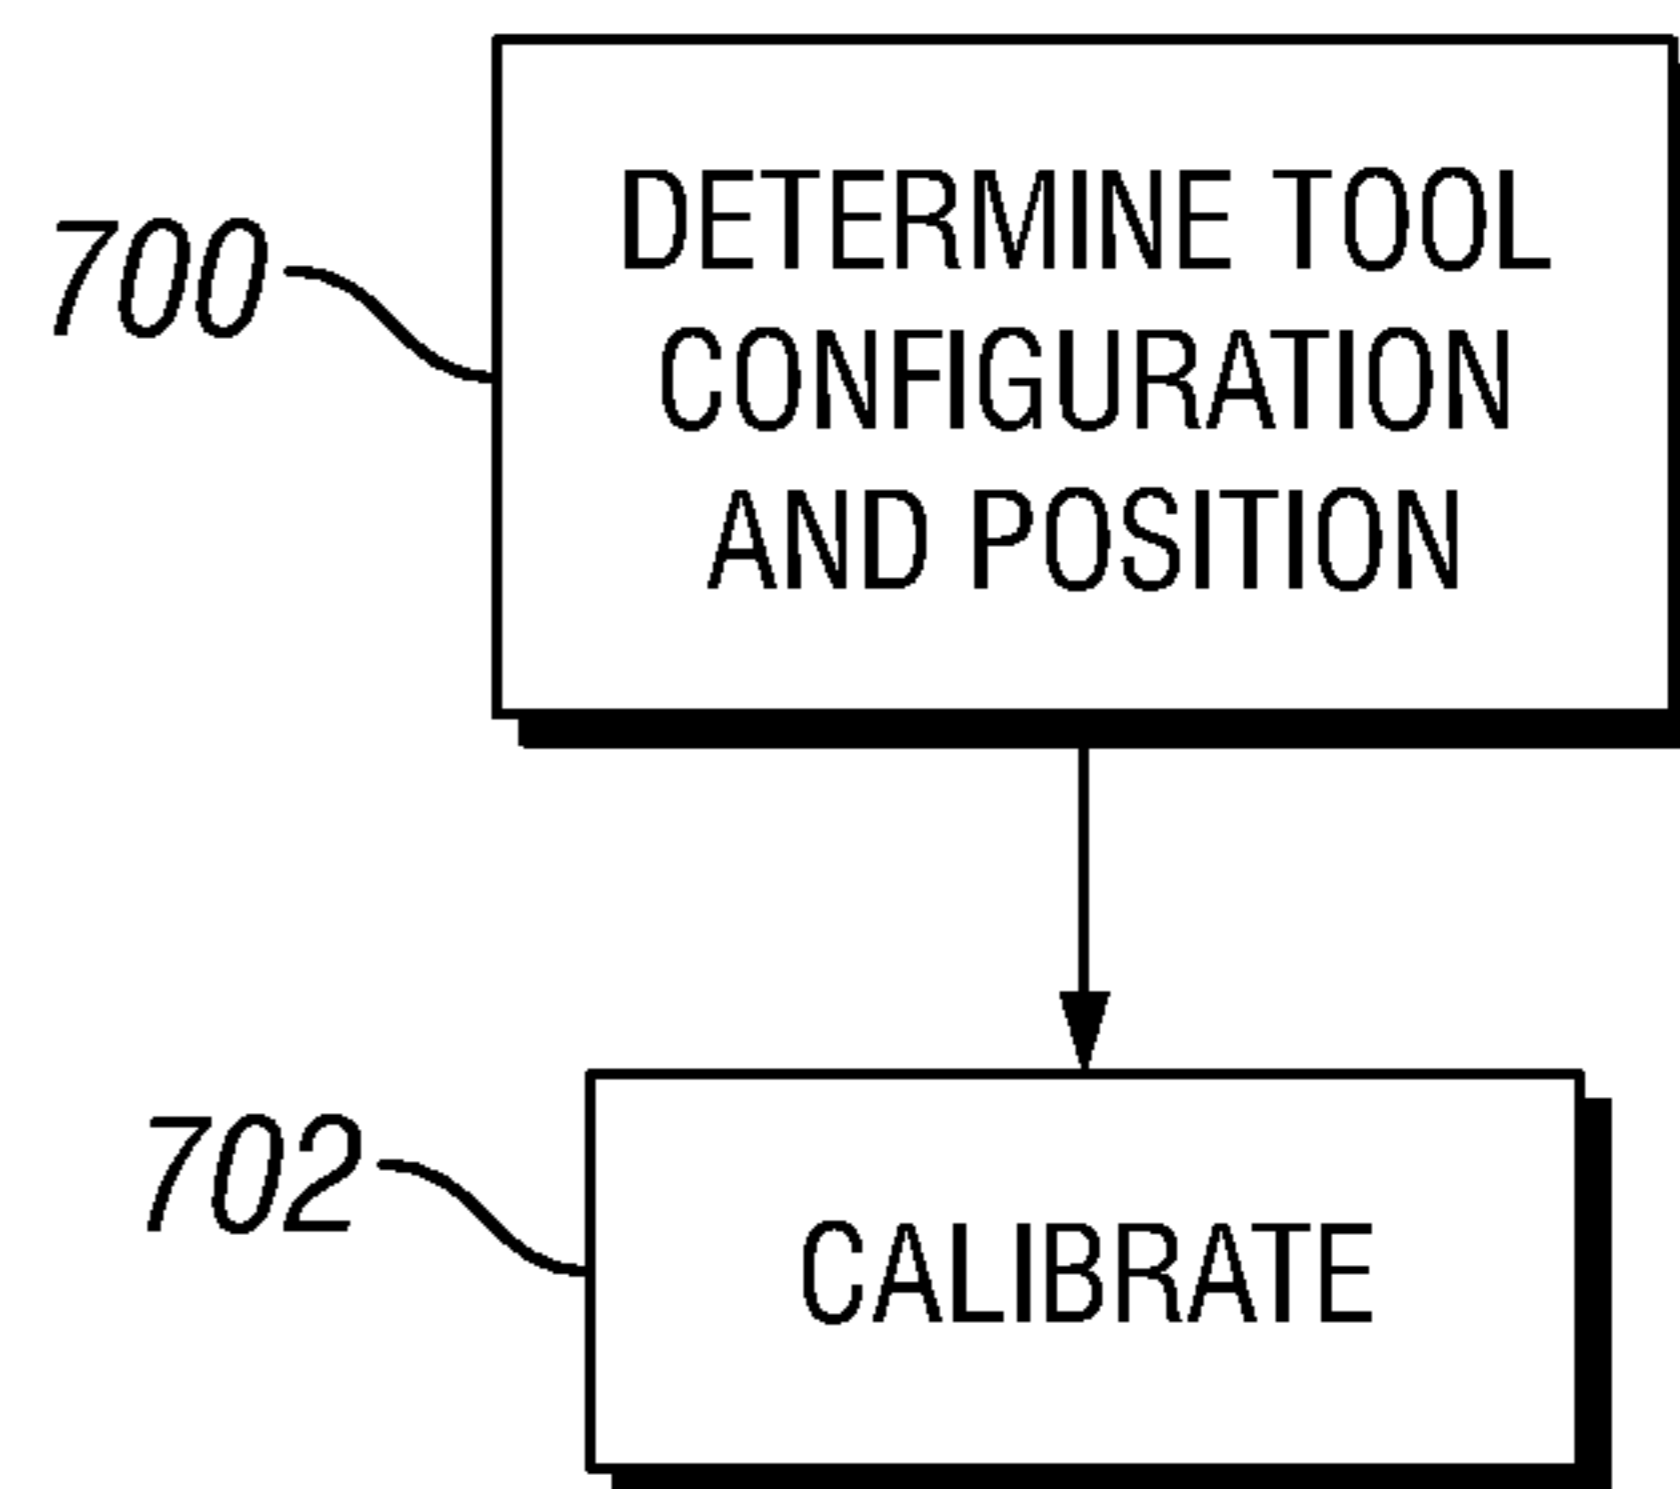 700
DETERMINE TOOL
CONFIGURATION
AND POSITION
702
CALIBRATE